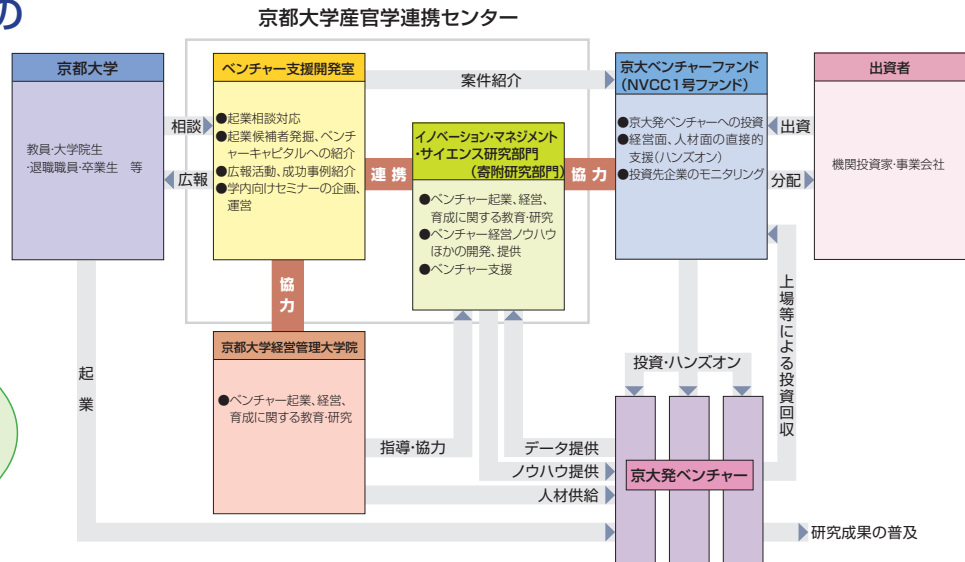 の
京都大学産官学連携センター
京都大学
教員・大学院生
・退職職員・卒業生　等
相談
広報
ベンチャー支援開発室
●起業相談対応
●起業候補者発掘、ベンチ
ャーキャピタルへの紹介
●広報活動、成功事例紹介
●学内向けセミナーの企画、
運営
案件紹介
連携
イノベーション・マネジメント
・サイエンス研究部門
（寄附研究部門）
●ベンチャー起業、経営、
育成に関する教育・研究
●ベンチャー経営ノウハウ
ほかの開発、提供
●ベンチャー支援
協力
京大ベンチャーファンド
（NVCC1号ファンド）
●京大発ベンチャーへの投資
●経営面、人材面の直接的
支援（ハンズオン）
●投資先企業のモニタリング
出資
分配
出資者
機関投資家・事業会社
協力
京都大学経営管理大学院
●ベンチャー起業、経営、
育成に関する教育・研究
起業
指導・協力
データ提供
ノウハウ提供
人材供給
投資・ハンズオン
上場等による投資回収
京大発ベンチャー
研究成果の普及